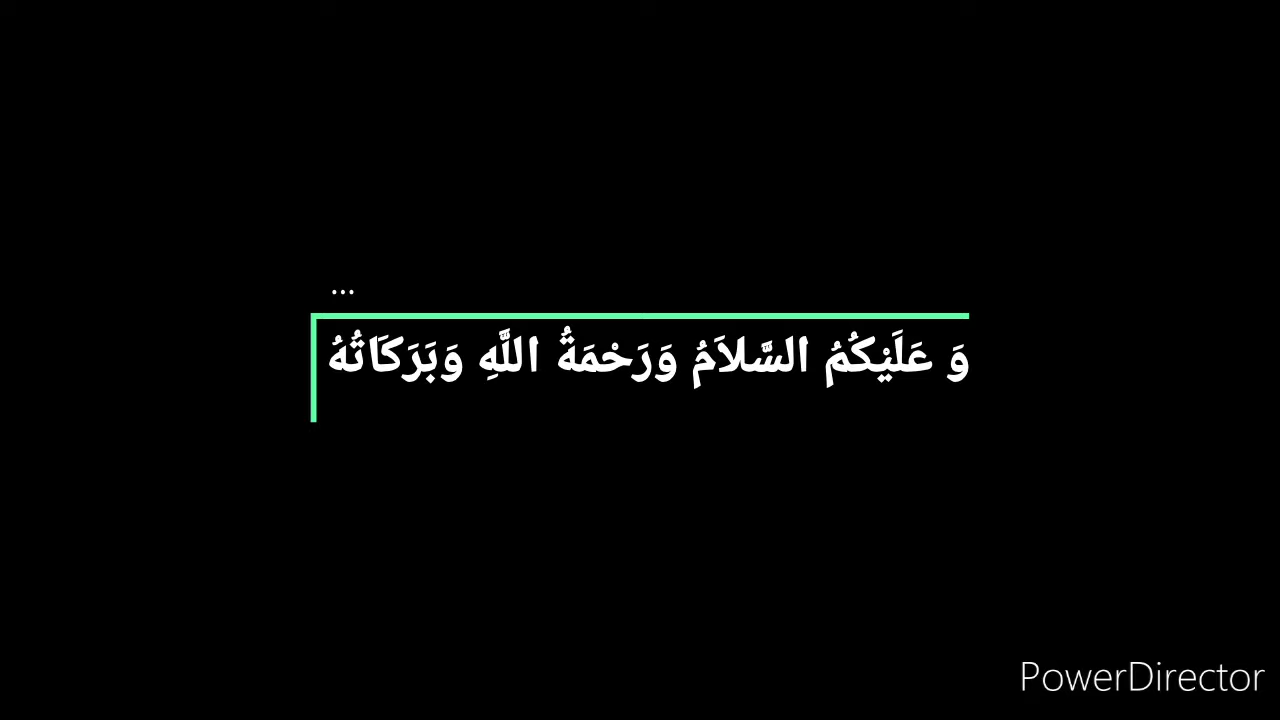 ...
وَ عَلَيْكُمُ السَّلاَمُ وَرَحْمَةُ اللَّهِ وَبَرَكَاتُهُ
PowerDirector